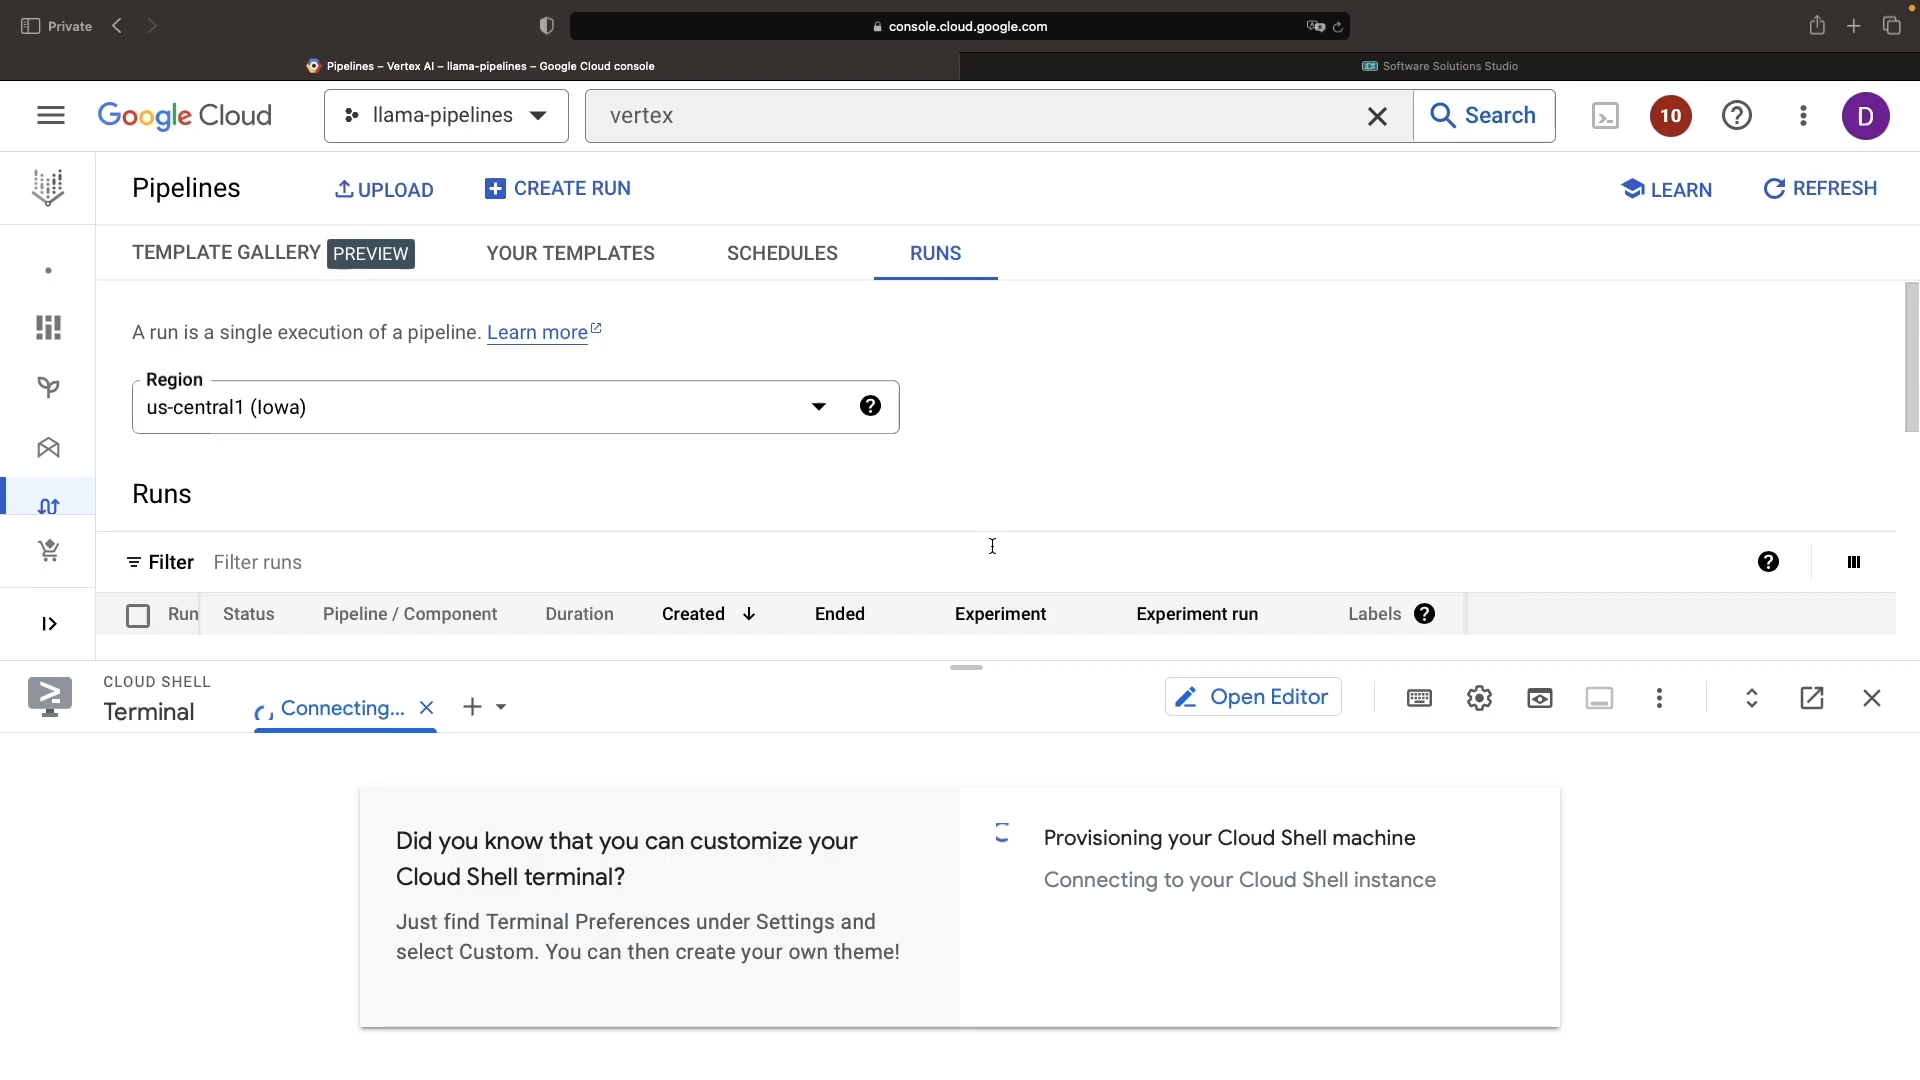 Private
console.cloud.google.com
Pipelines – Vertex AI – llama-pipelines – Google Cloud console
Software Solutions Studio
Google Cloud
llama-pipelines
vertex
Search
10
D
Pipelines
UPLOAD
CREATE RUN
LEARN
REFRESH
TEMPLATE GALLERY PREVIEW
YOUR TEMPLATES
SCHEDULES
RUNS
A run is a single execution of a pipeline. Learn more
Region
us-central1 (Iowa)
Runs
Filter Filter runs
Run Status Pipeline / Component Duration Created Ended Experiment Experiment run Labels
CLOUD SHELL
Terminal
Connecting...
Open Editor
Did you know that you can customize your
Cloud Shell terminal?
Just find Terminal Preferences under Settings and
select Custom. You can then create your own theme!
Provisioning your Cloud Shell machine
Connecting to your Cloud Shell instance